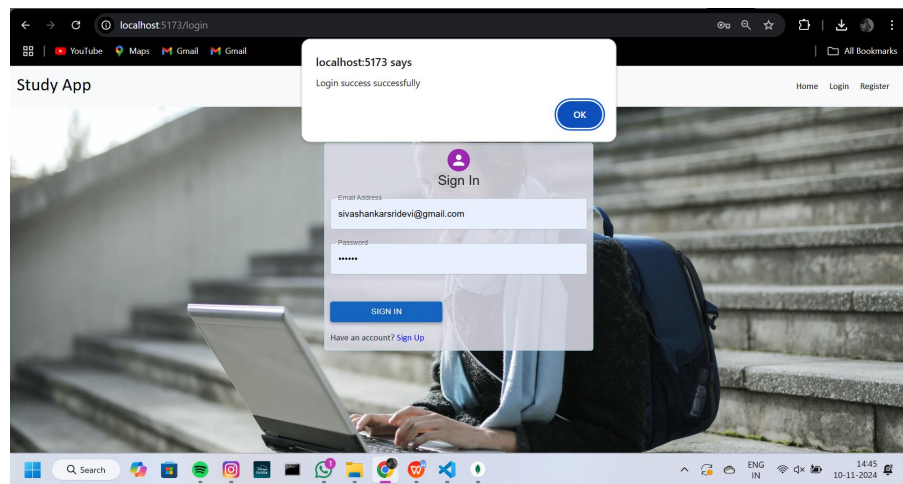 localhost:5173/login
YouTube Maps Gmail Gmail All Bookmarks
localhost:5173 says
Login success successfully
OK
Study App
Home Login Register
Sign In
Email Address
sivashankarsridevi@gmail.com
Password
••••••
SIGN IN
Have an account? Sign Up
Search
ENG
IN
14:45
10-11-2024